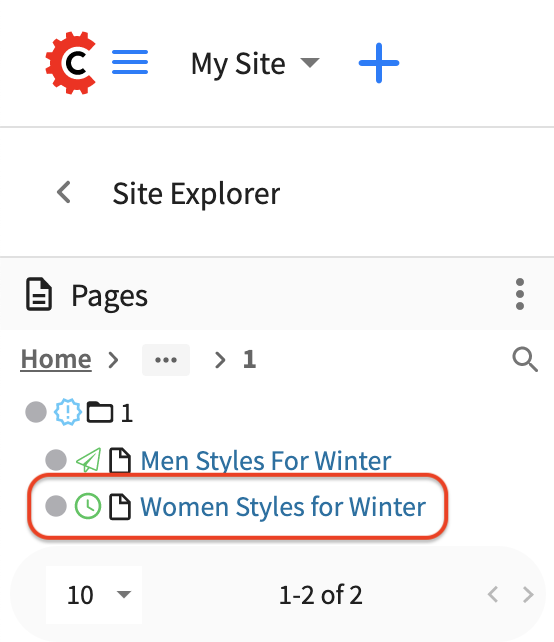 C My Site
Site Explorer
Pages
Home > ... > 1
1
Men Styles For Winter
Women Styles for Winter
10 1-2 of 2